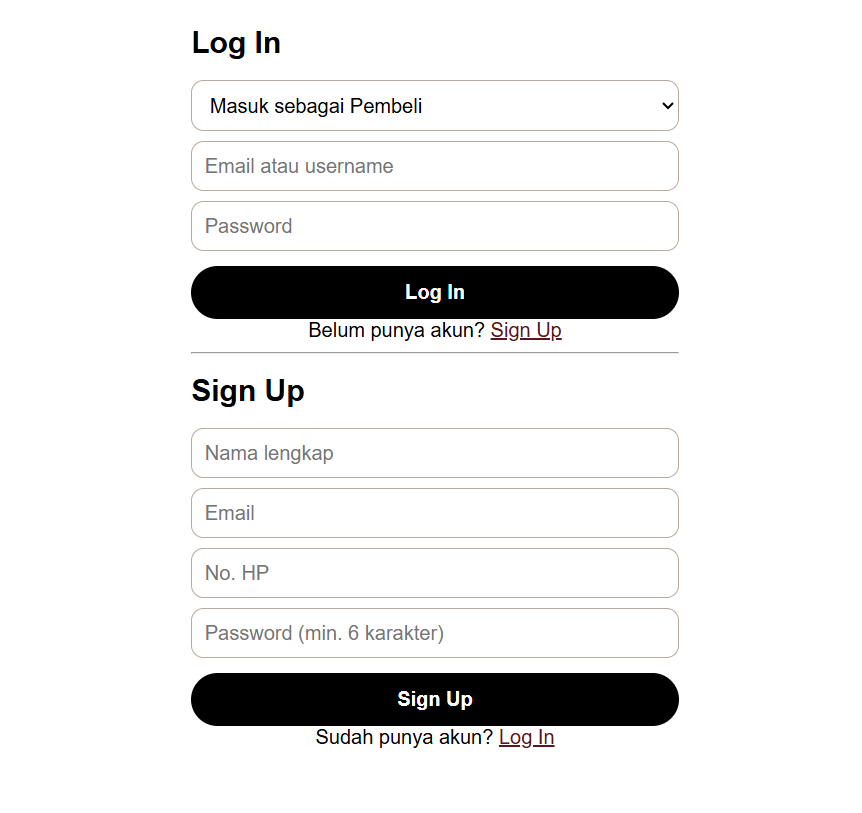 Log In
Masuk sebagai Pembeli
Email atau username
Password
Log In
Belum punya akun? Sign Up
Sign Up
Nama lengkap
Email
No. HP
Password (min. 6 karakter)
Sign Up
Sudah punya akun? Log In